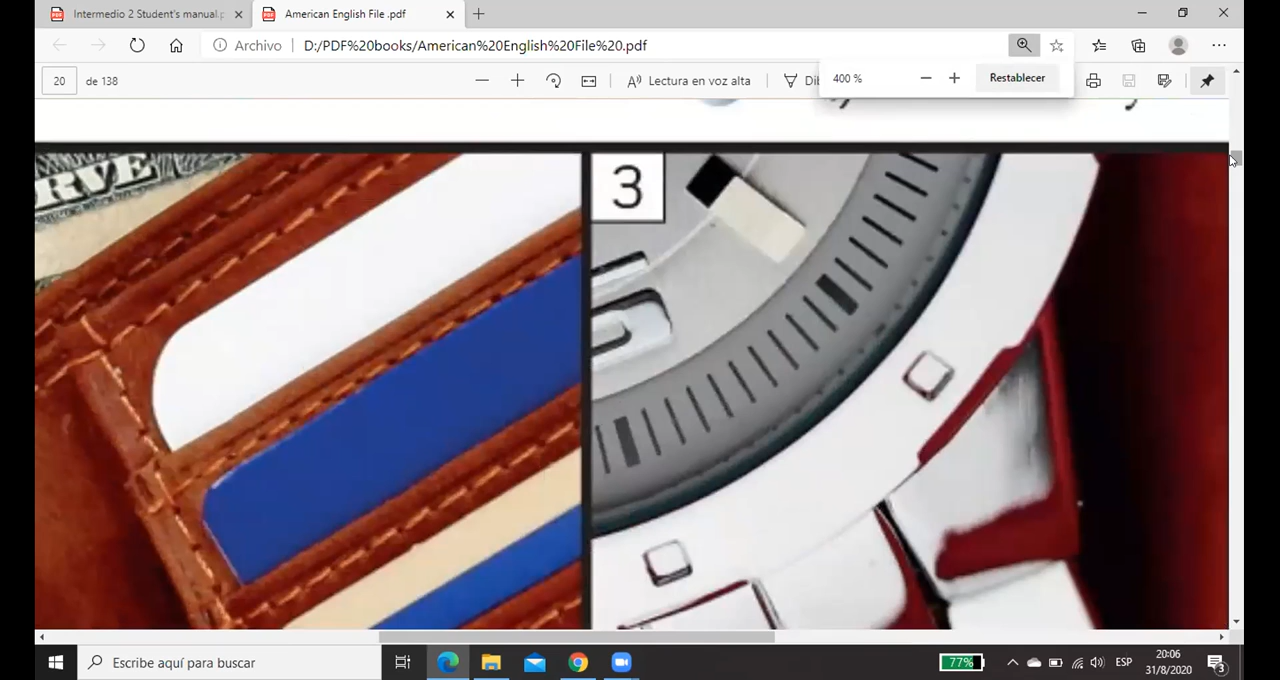 Intermedio 2 Student's manual.p
American English File .pdf
Archivo
D:/PDF%20books/American%20English%20File%20.pdf
20 de 138
Lectura en voz alta
Dib
400 %
Restablecer
RVE
3
Escribe aquí para buscar
77%
ESP
20:06
31/8/2020
3